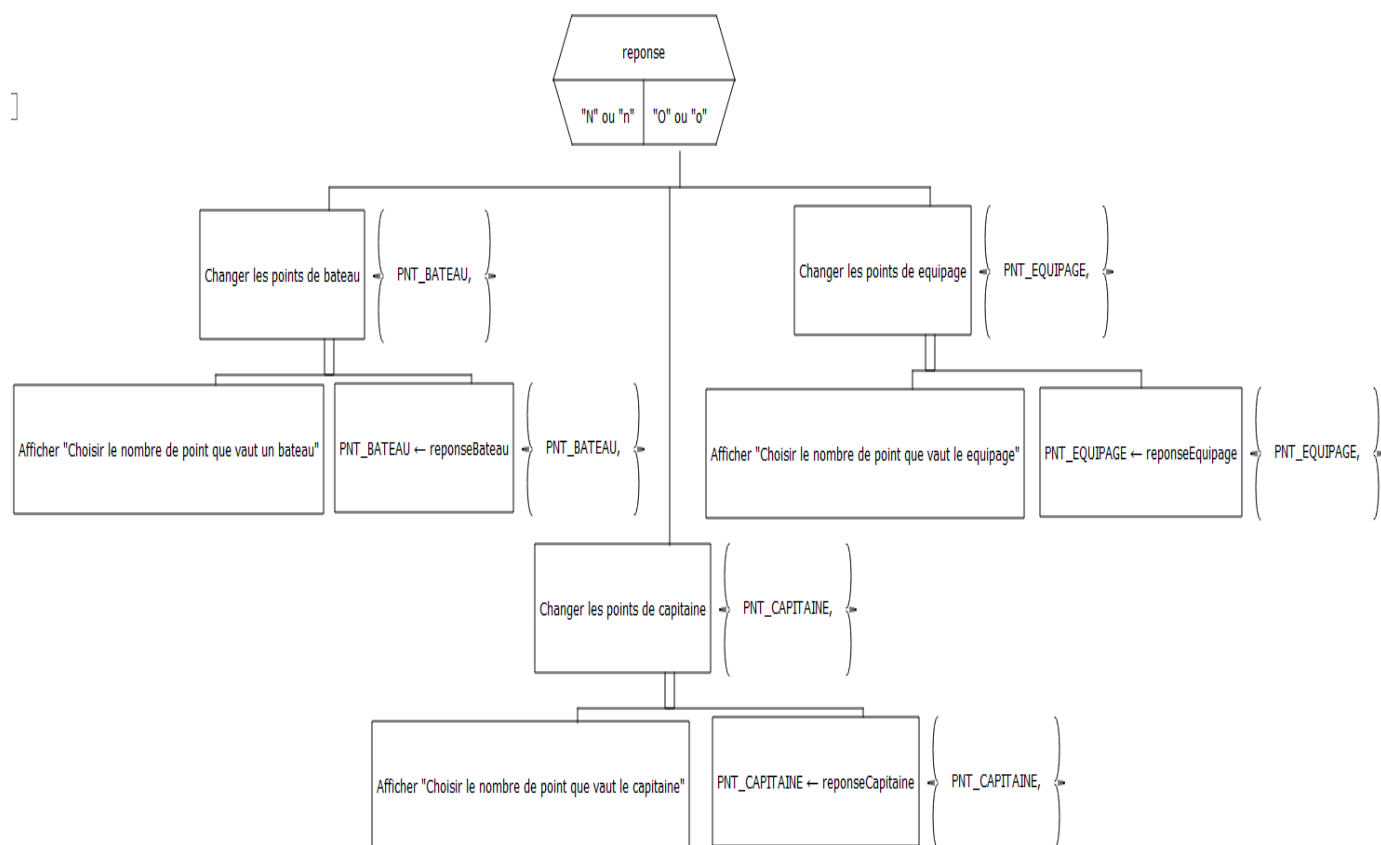 reponse
"N" ou "n"
"O" ou "o"
Changer les points de bateau
PNT_BATEAU,
Changer les points de equipage
PNT_EQUIPAGE,
Afficher "Choisir le nombre de point que vaut un bateau"
PNT_BATEAU ← reponseBateau
PNT_BATEAU,
Afficher "Choisir le nombre de point que vaut le equipage"
PNT_EQUIPAGE ← reponseEquipage
PNT_EQUIPAGE,
Changer les points de capitaine
PNT_CAPITAINE,
Afficher "Choisir le nombre de point que vaut le capitaine"
PNT_CAPITAINE ← reponseCapitaine
PNT_CAPITAINE,